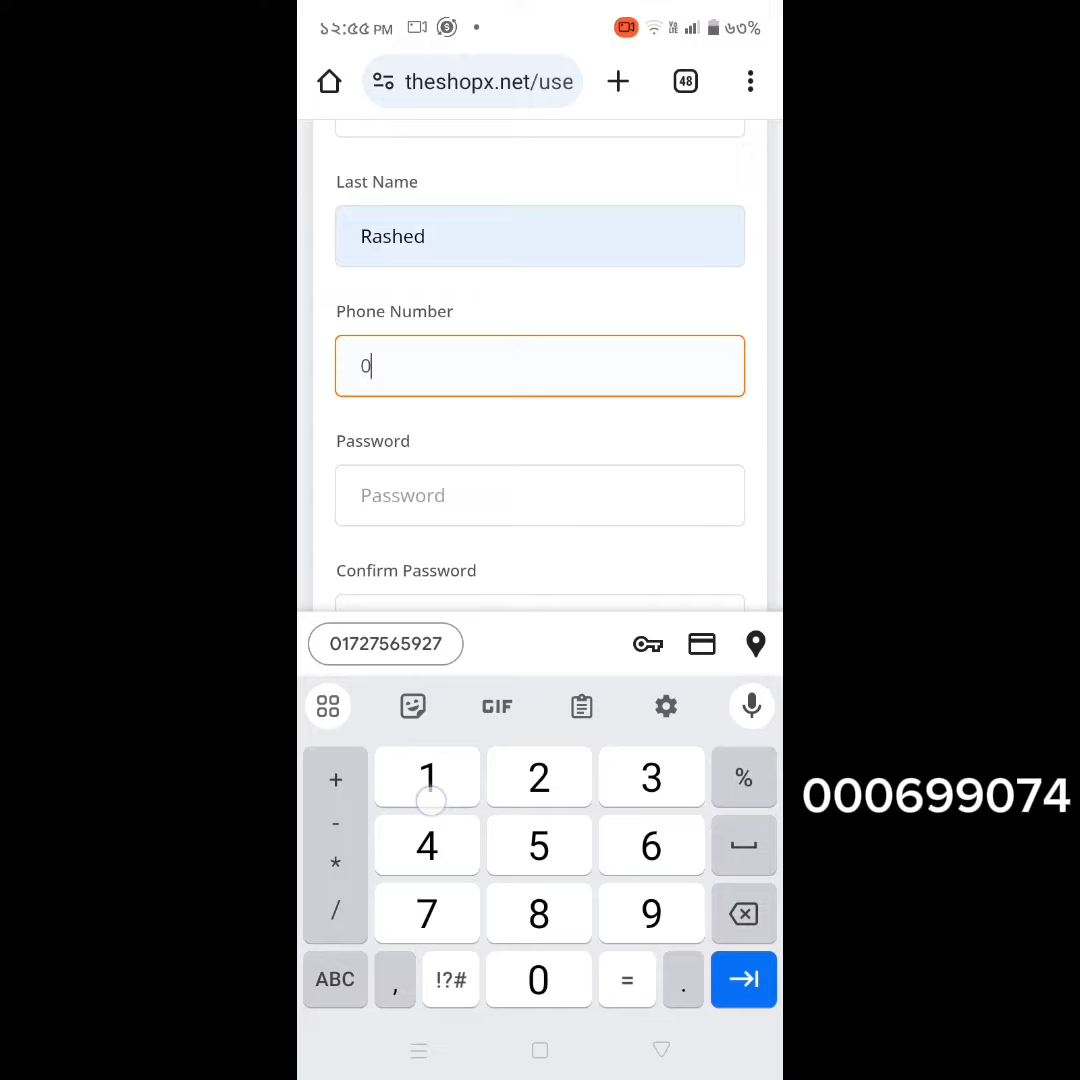 ১২:৫৫ PM
৬৩%
theshopx.net/use
48
Last Name
Rashed
Phone Number
0
Password
Password
Confirm Password
01727565927
GIF
+ 1 2 3 %
-
4 5 6
*
/ 7 8 9
ABC , !?# 0 = .
000699074